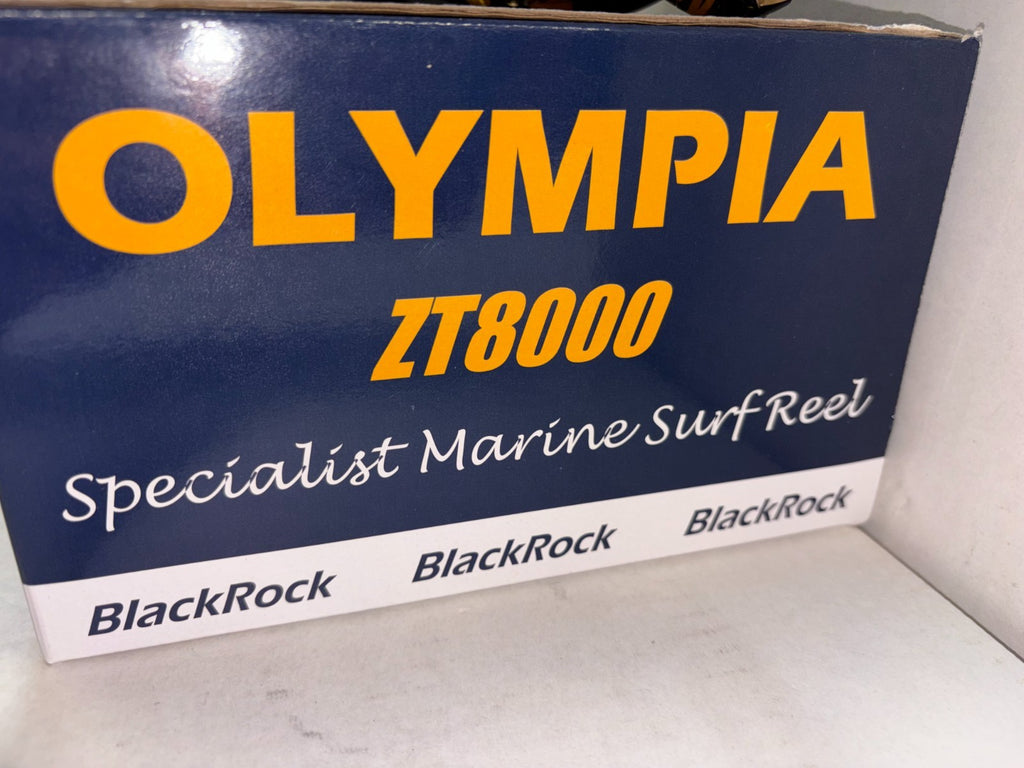 OLYMPIA
ZT8000
Specialist Marine Surf Reel
BlackRock BlackRock BlackRock